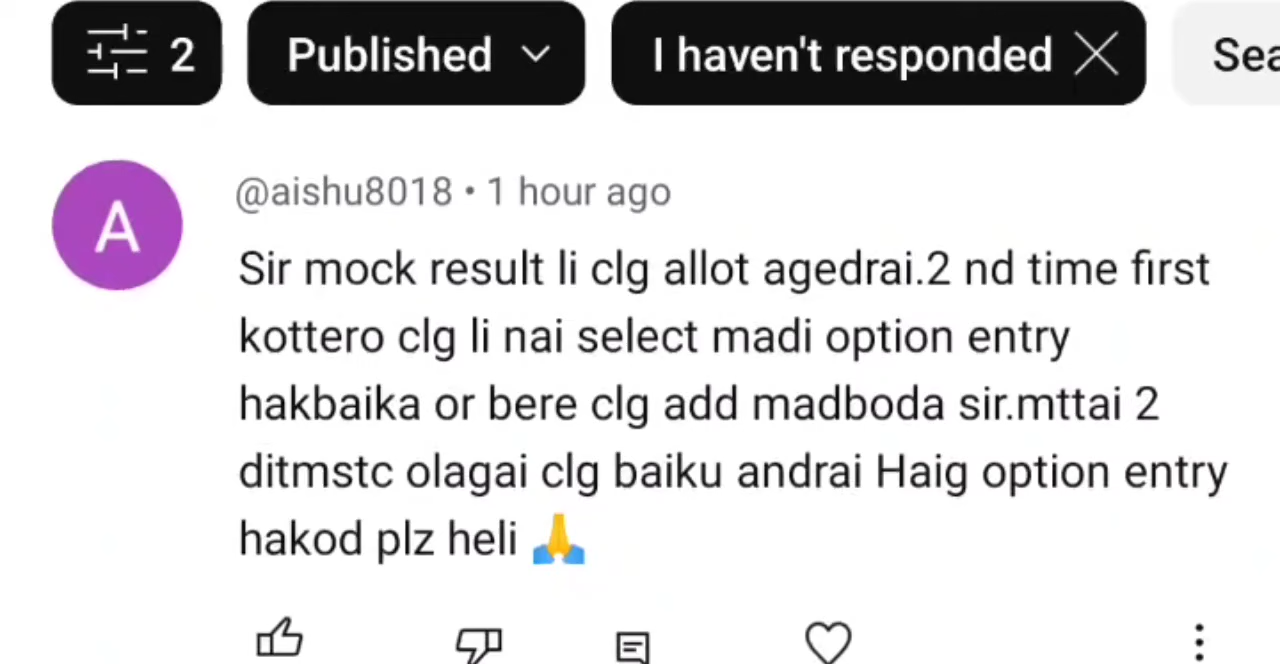 2 Published I haven't responded Sea
A
@aishu8018 • 1 hour ago
Sir mock result li clg allot agedrai.2 nd time first
kottero clg li nai select madi option entry
hakbaika or bere clg add madboda sir.mttai 2
ditmstc olagai clg baiku andrai Haig option entry
hakod plz heli 🙏